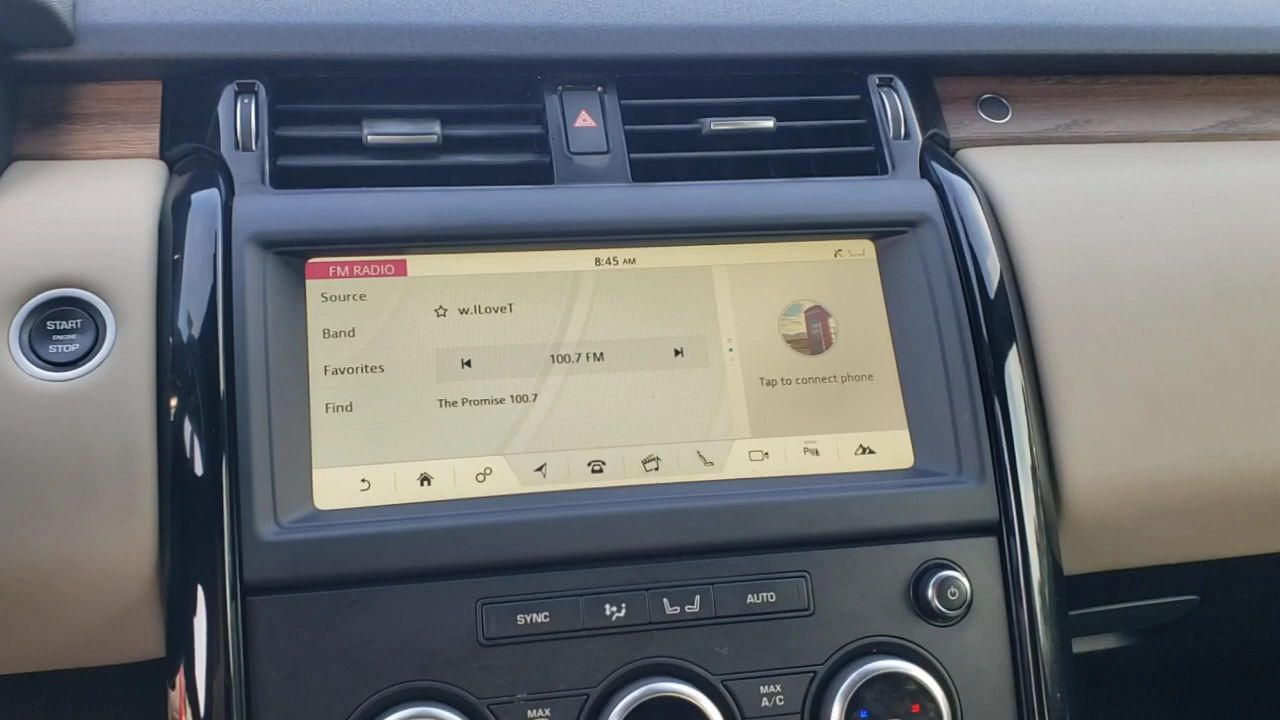 8:45 AM
FM RADIO
Source
w.ILoveT
Band
100.7 FM
Favorites
Tap to connect phone
Find
The Promise 100.7
START
ENGINE
STOP
SYNC
AUTO
MAX
MAX
A/C